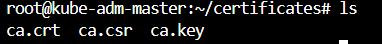 root@kube-adm-master:~/certificates# ls
ca.crt  ca.csr  ca.key